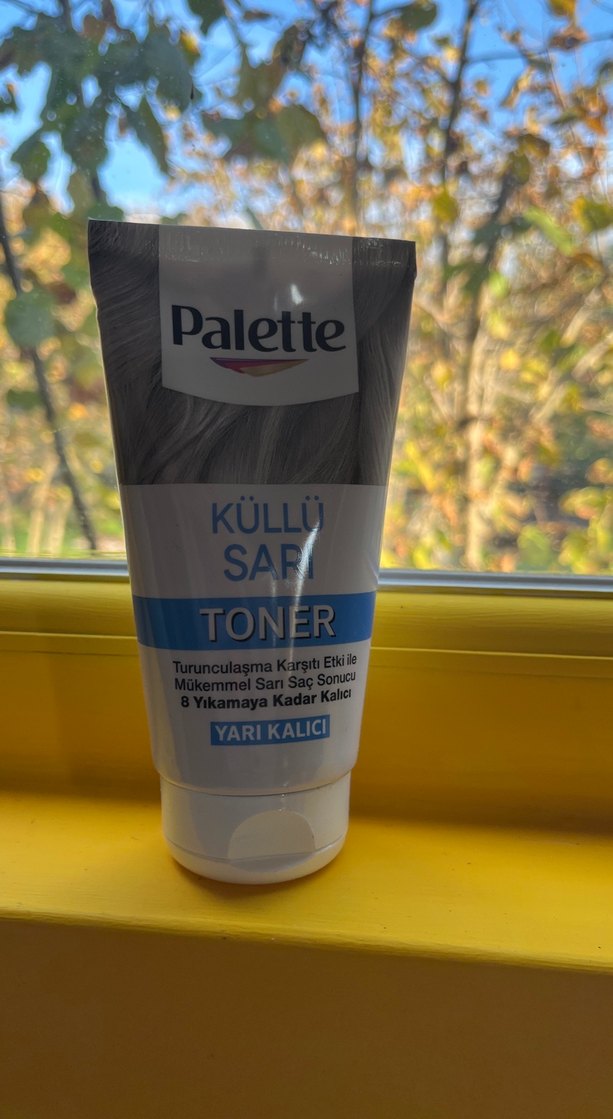 Palette
KÜLLÜ
SARI
TONER
Turunculaşma Karşıtı Etki ile
Mükemmel Sarı Saç Sonucu
8 Yıkamaya Kadar Kalıcı
YARI KALICI